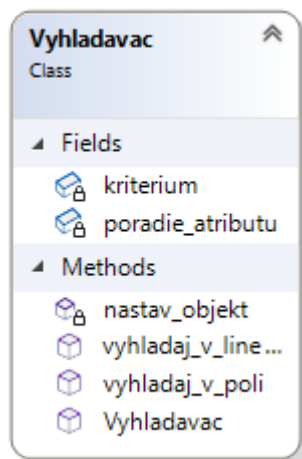 Vyhladavac
Class
Fields
kriterium
poradie_atributu
Methods
nastav_objekt
vyhladaj_v_line...
vyhladaj_v_poli
Vyhladavac